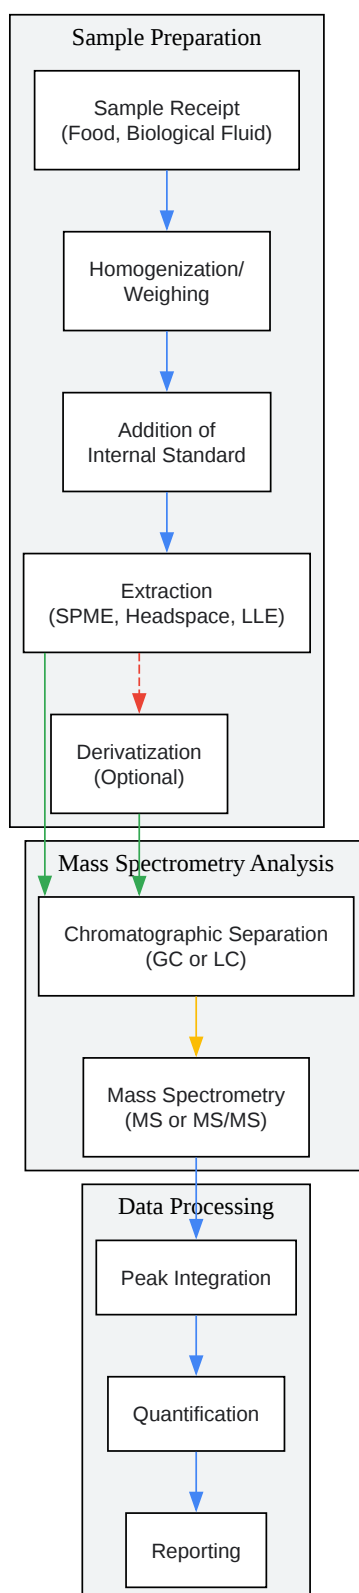 Sample Preparation
Sample Receipt
(Food, Biological Fluid)
Homogenization/
Weighing
Addition of
Internal Standard
Extraction
(SPME, Headspace, LLE)
Derivatization
(Optional)
Mass Spectrometry Analysis
Chromatographic Separation
(GC or LC)
Mass Spectrometry
(MS or MS/MS)
Data Processing
Peak Integration
Quantification
Reporting